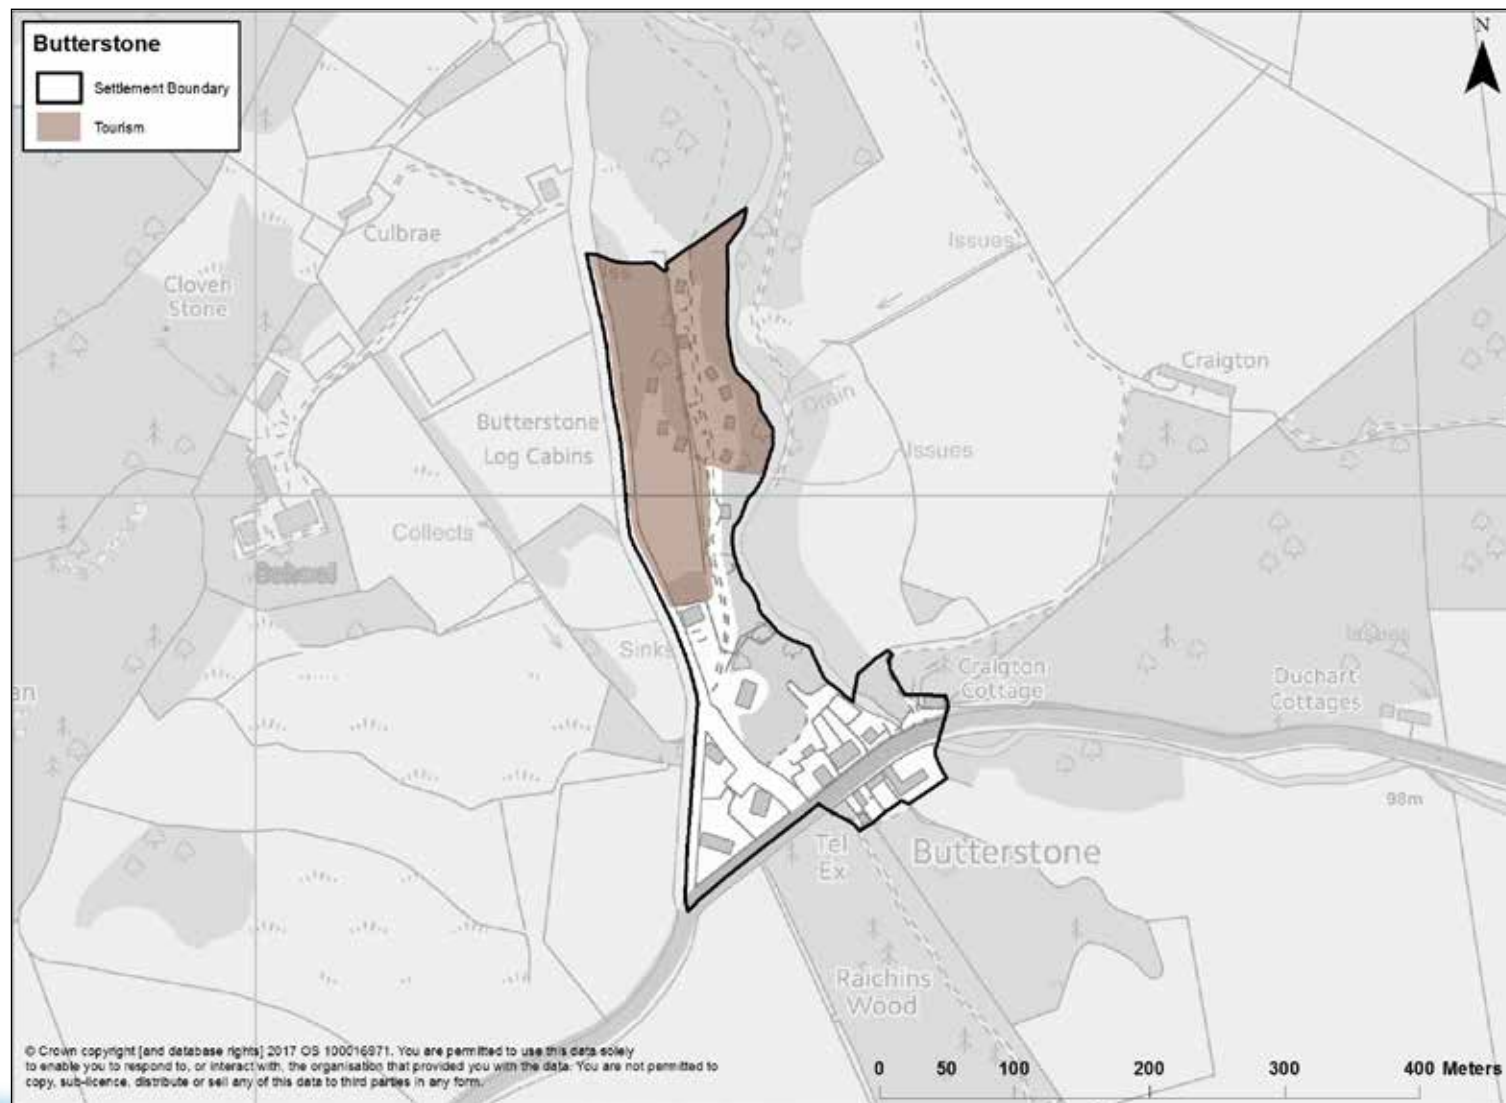 Butterstone
Settlement Boundary
Tourism
N
Culbrae
Cloven
Stone
Iss
Issues
Craigton
Drain
Butterstone
Log Cabins
Issues
Collects
School
Sinks
Craigton
Cottage
Issues
Duchart
Cottages
98m
Tel
Ex
Butterstone
Raichins
Wood
© Crown copyright [and database rights] 2017 OS 100016971. You are permitted to use this data solely
to enable you to respond to, or interact with, the organisation that provided you with the data. You are not permitted to
copy, sub-licence, distribute or sell any of this data to third parties in any form.
0 50 100 200 300 400 Meters